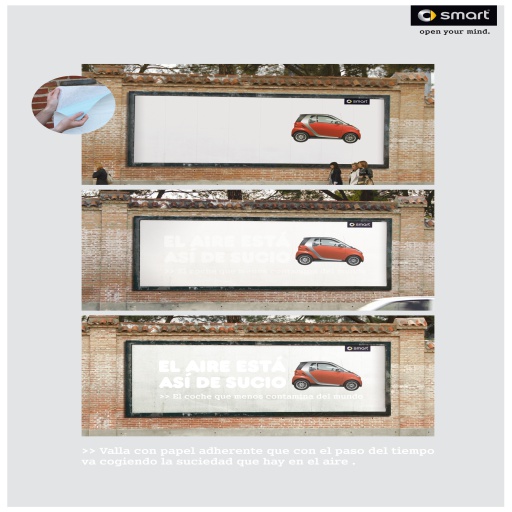 smart
open your mind.
smart
smart
EL AIRE ESTÁ
ASÍ DE SUCIO
smart
EL AIRE ESTÁ
ASÍ DE SUCIO
>> El coche que menos contamina del mundo
>> Valla con papel adherente que con el paso del tiempo
va cogiendo la suciedad que hay en el aire .